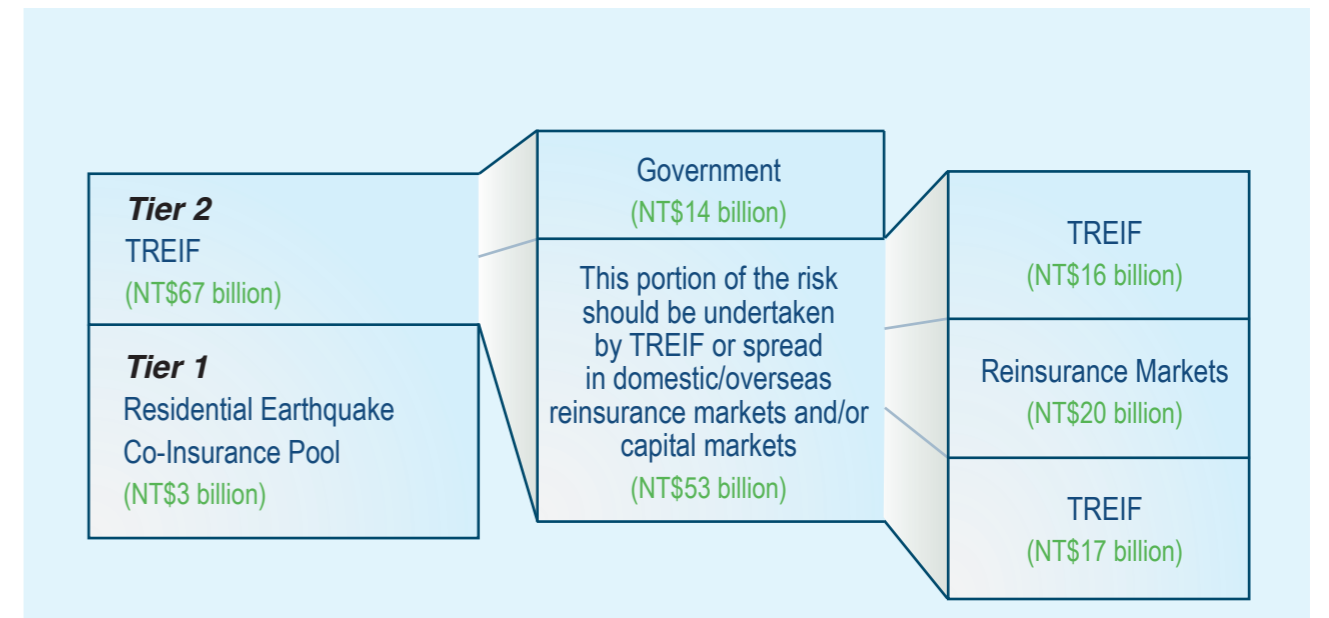 Tier 2
TREIF
(NT$67 billion)
Tier 1
Residential Earthquake
Co-Insurance Pool
(NT$3 billion)
Government
(NT$14 billion)
This portion of the risk
should be undertaken
by TREIF or spread
in domestic/overseas
reinsurance markets and/or
capital markets
(NT$53 billion)
TREIF
(NT$16 billion)
Reinsurance Markets
(NT$20 billion)
TREIF
(NT$17 billion)